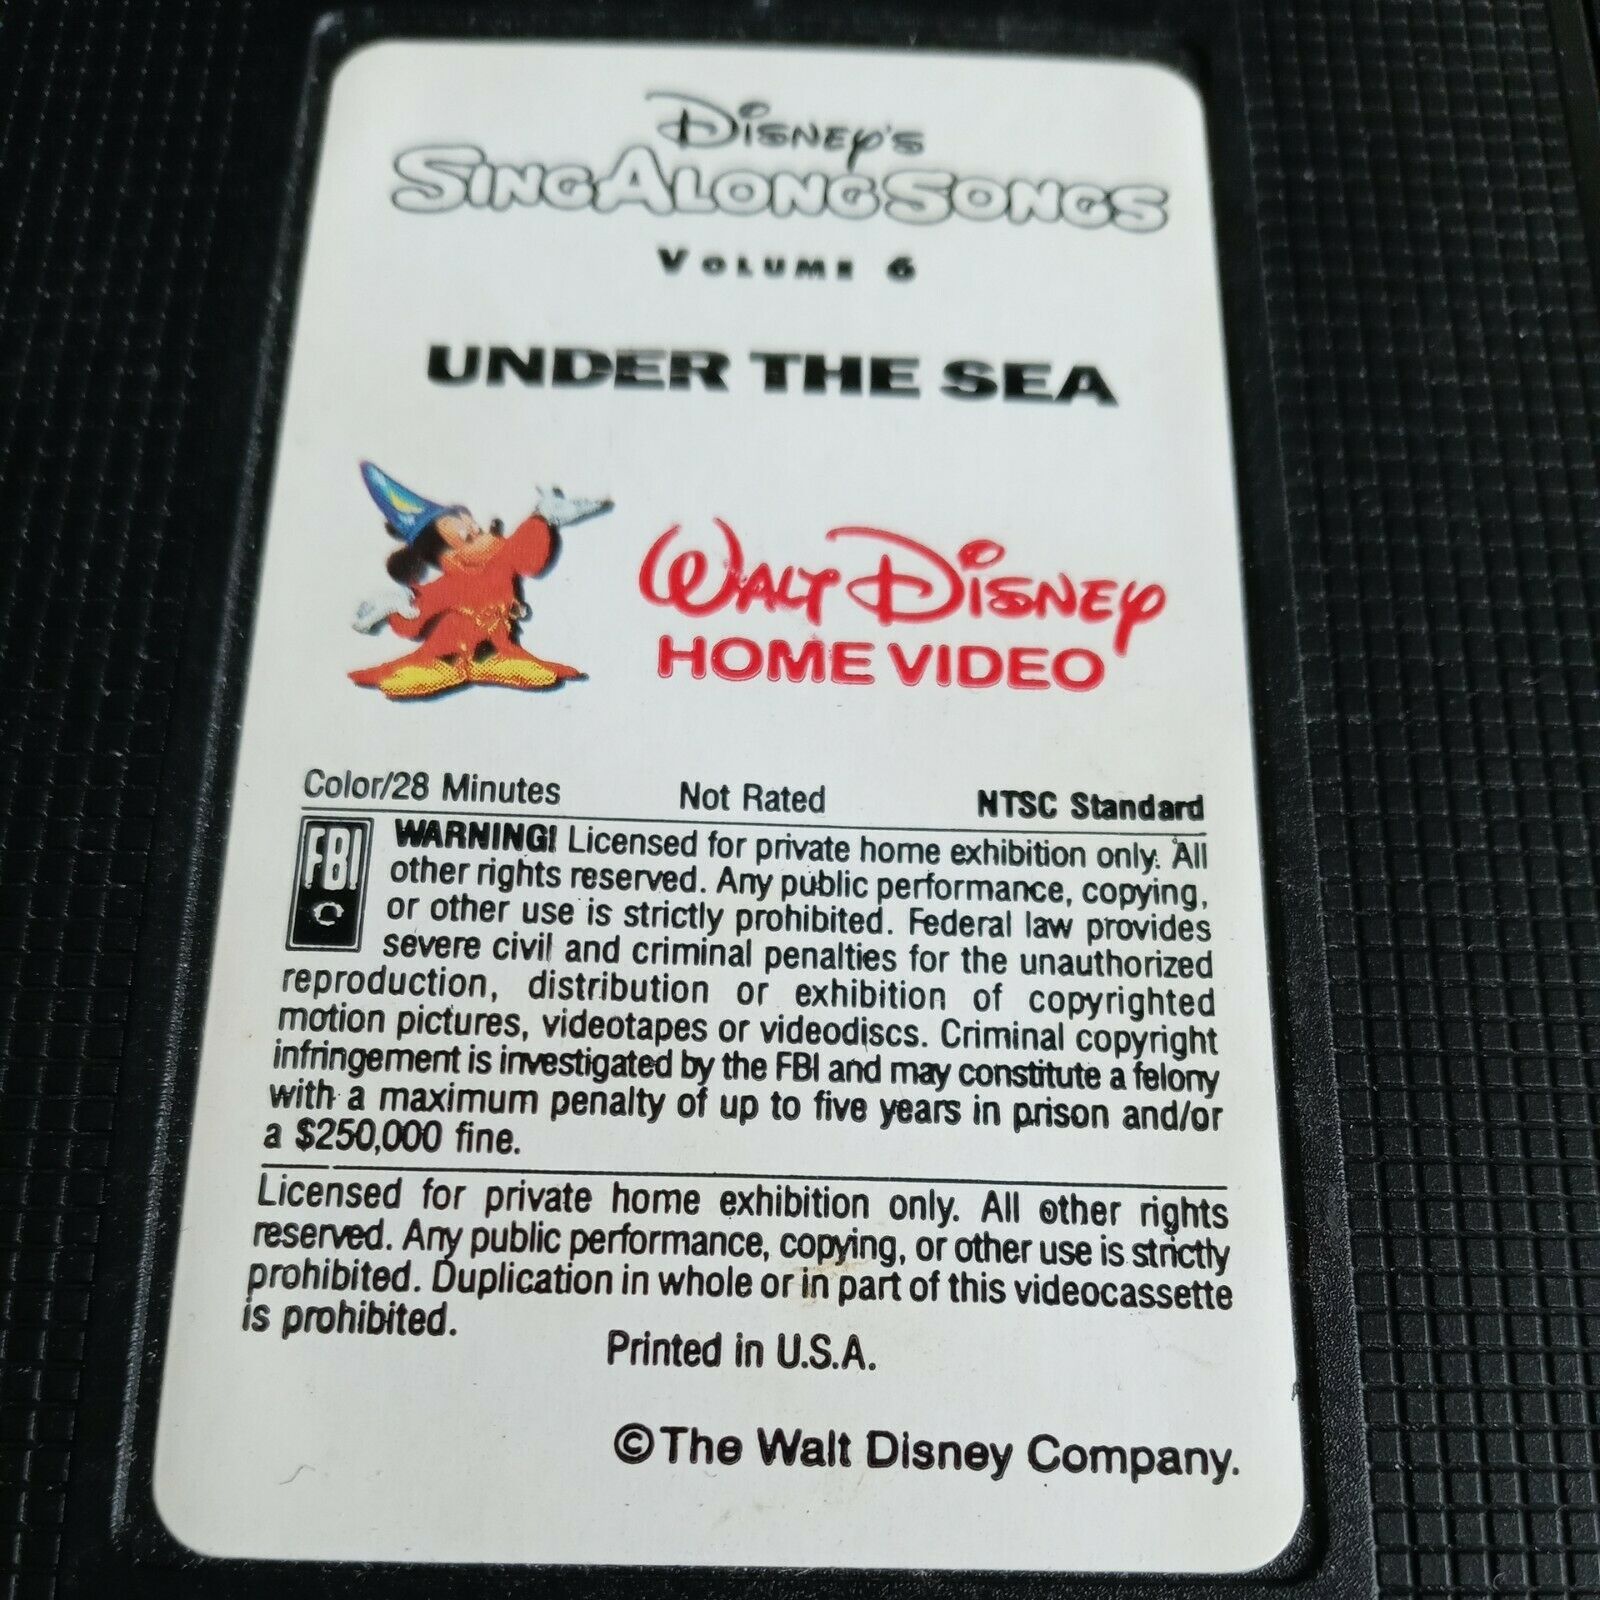 Disney's
Sing Along Songs
Volume 6
UNDER THE SEA
Walt Disney
HOME VIDEO
Color/28 Minutes Not Rated NTSC Standard
FBI WARNING! Licensed for private home exhibition only. All
other rights reserved. Any public performance, copying,
or other use is strictly prohibited. Federal law provides
severe civil and criminal penalties for the unauthorized
reproduction, distribution or exhibition of copyrighted
motion pictures, videotapes or videodiscs. Criminal copyright
infringement is investigated by the FBI and may constitute a felony
with a maximum penalty of up to five years in prison and/or
a $250,000 fine.
Licensed for private home exhibition only. All other rights
reserved. Any public performance, copying, or other use is strictly
prohibited. Duplication in whole or in part of this videocassette
is prohibited.
Printed in U.S.A.
©The Walt Disney Company.